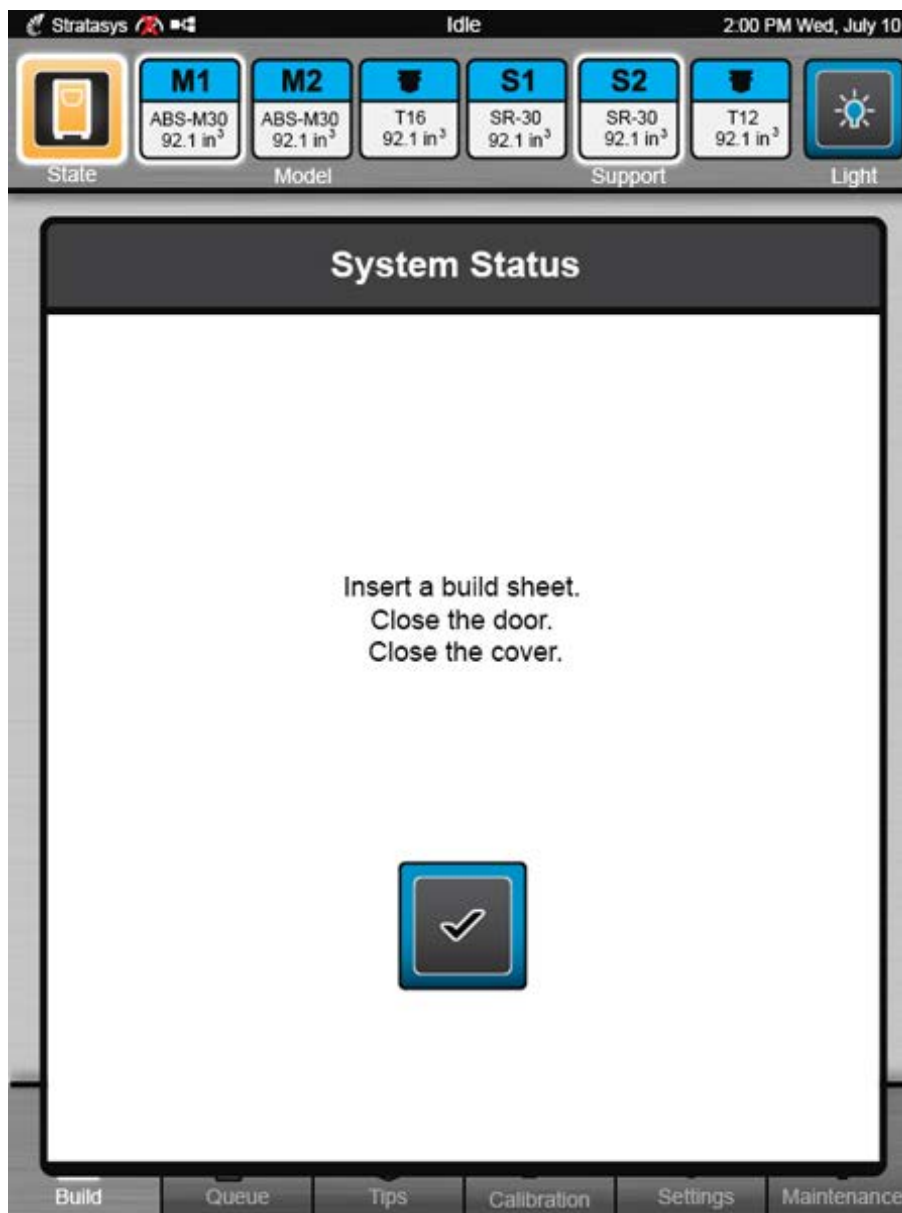 Stratasys Idle 2:00 PM Wed, July 10
M1 M2 S1 S2
ABS-M30 ABS-M30 T16 SR-30 SR-30 T12
92.1 in³ 92.1 in³ 92.1 in³ 92.1 in³ 92.1 in³ 92.1 in³
State Model Support Light
System Status
Insert a build sheet.
Close the door.
Close the cover.
Build Queue Tips Calibration Settings Maintenance